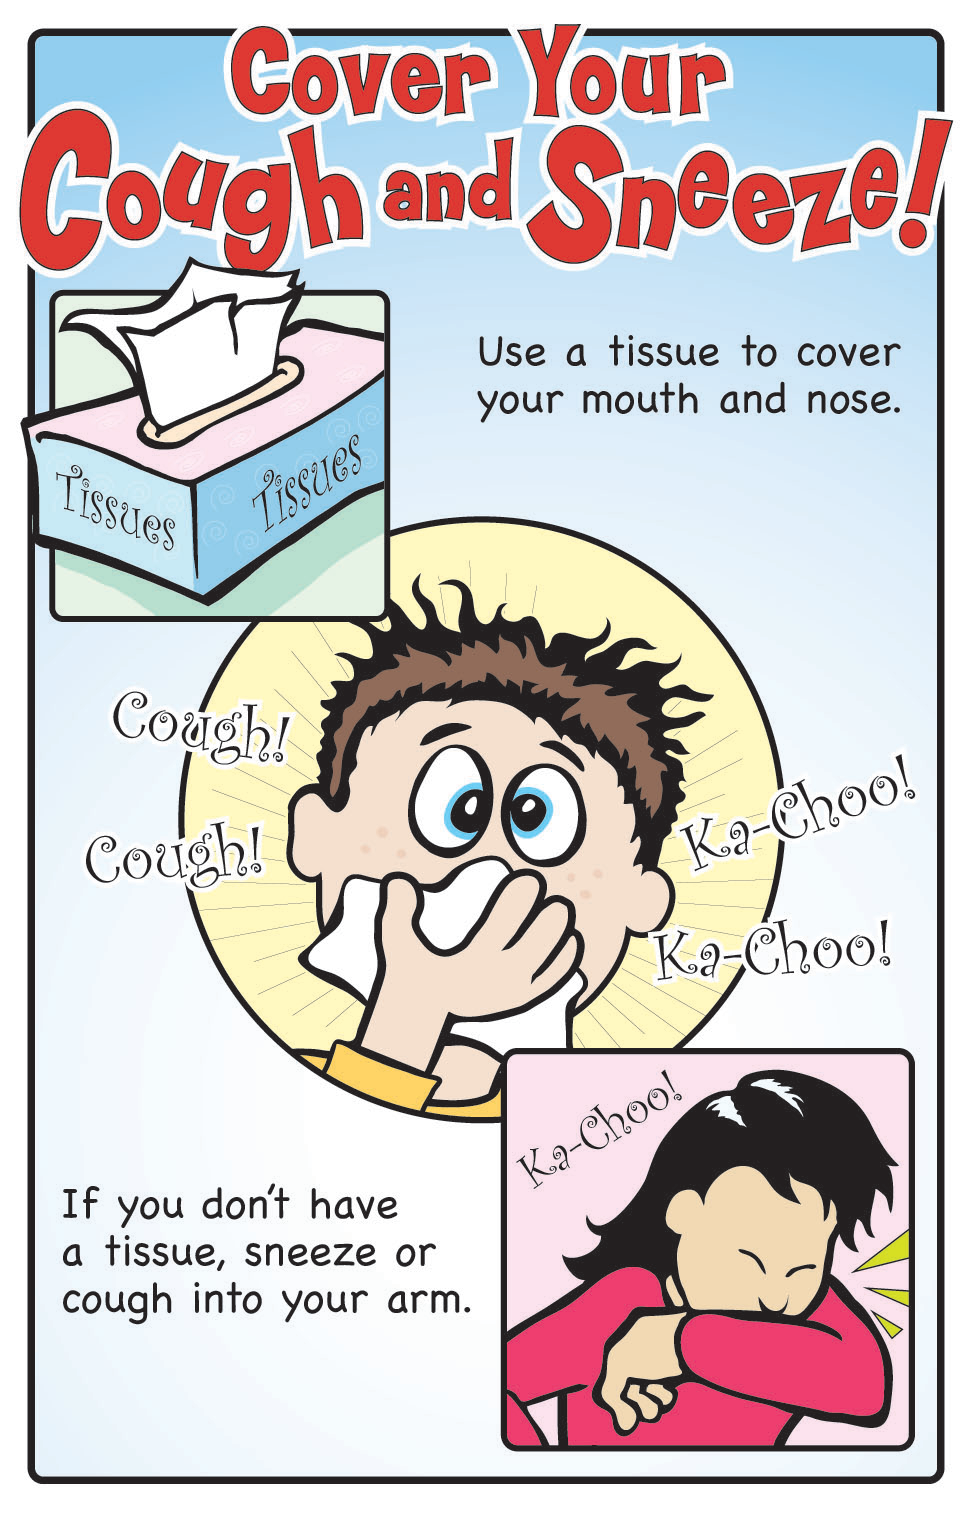 Cover Your
Cough and Sneeze!
Tissues
Tissues
Use a tissue to cover
your mouth and nose.
Cough!
Cough!
Ka-Choo!
Ka-Choo!
Ka-Choo!
If you don't have
a tissue, sneeze or
cough into your arm.